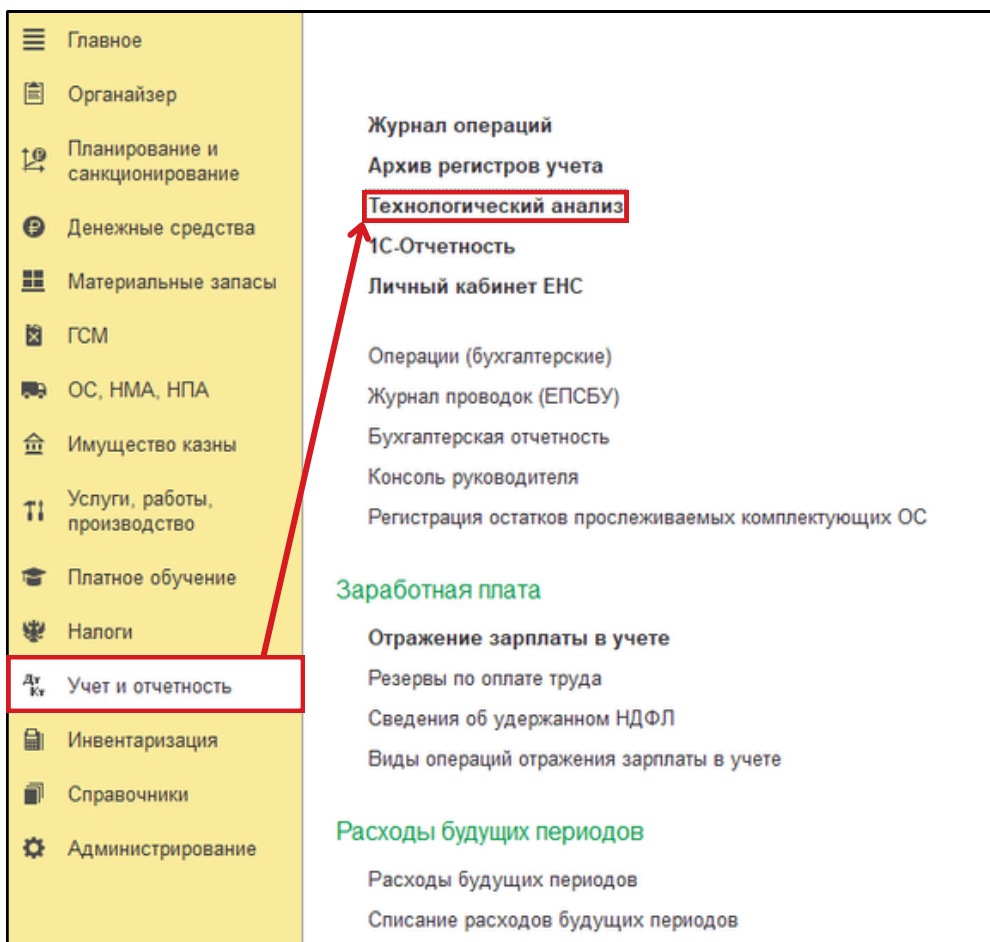 Главное
Органайзер
Планирование и
санкционирование
Денежные средства
Материальные запасы
ГСМ
ОС, НМА, НПА
Имущество казны
Услуги, работы,
производство
Платное обучение
Налоги
Дт
Кт
Учет и отчетность
Инвентаризация
Справочники
Администрирование
Журнал операций
Архив регистров учета
Технологический анализ
1С-Отчетность
Личный кабинет ЕНС
Операции (бухгалтерские)
Журнал проводок (ЕПСБУ)
Бухгалтерская отчетность
Консоль руководителя
Регистрация остатков прослеживаемых комплектующих ОС
Заработная плата
Отражение зарплаты в учете
Резервы по оплате труда
Сведения об удержанном НДФЛ
Виды операций отражения зарплаты в учете
Расходы будущих периодов
Расходы будущих периодов
Списание расходов будущих периодов